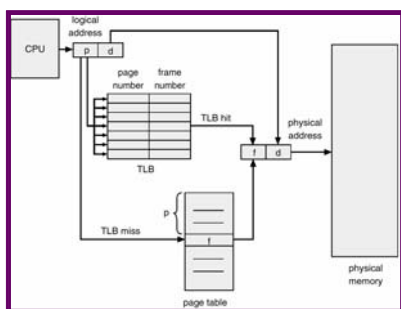 logical
address
CPU
p d
page
number
frame
number
TLB hit
physical
address
f d
TLB
p
TLB miss
f
page table
physical
memory